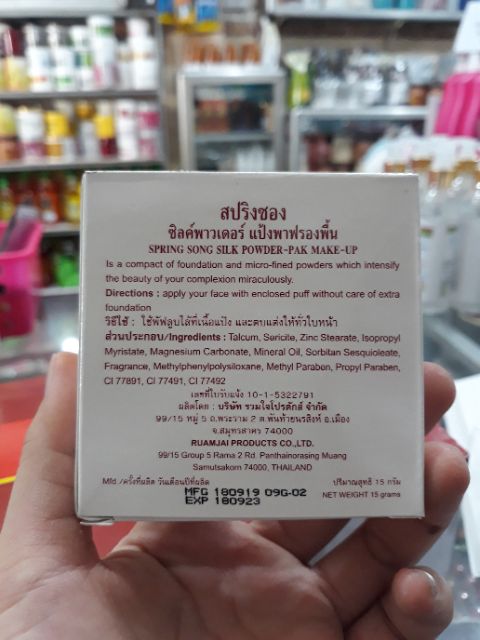 สปริงซอง
ซิลค์พาวเดอร์ แป้งพาฟรองพื้น
SPRING SONG SILK POWDER-PAK MAKE-UP
Is a compact of foundation and micro-fined powders which intensify
the beauty of your complexion miraculously.
Directions : apply your face with enclosed puff without care of extra
foundation
วิธีใช้ : ใช้พัฟลูบไล้ที่เนื้อแป้ง และตบแต่งให้ทั่วใบหน้า
ส่วนประกอบ/Ingredients : Talcum, Sericite, Zinc Stearate, Isopropyl
Myristate, Magnesium Carbonate, Mineral Oil, Sorbitan Sesquioleate,
Fragrance, Methylphenylpolysiloxane, Methyl Paraben, Propyl Paraben,
CI 77891, CI 77491, CI 77492
เลขที่ใบรับแจ้ง 10-1-5322791
ผลิตโดย : บริษัท รวมใจโปรดักส์ จำกัด
99/15 หมู่ 5 ถ.พระราม 2 ต.พันท้ายนรสิงห์ อ.เมือง
จ.สมุทรสาคร 74000
RUAMJAI PRODUCTS CO.,LTD.
99/15 Group 5 Rama 2 Rd. Panthainorasing Muang
Samutsakorn 74000, THAILAND
Mfd /ครั้งที่ผลิต วันเดือนปีที่ผลิต
ปริมาณสุทธิ 15 กรัม
MFG 180919 09G-02
NET WEIGHT 15 grams
EXP 180923